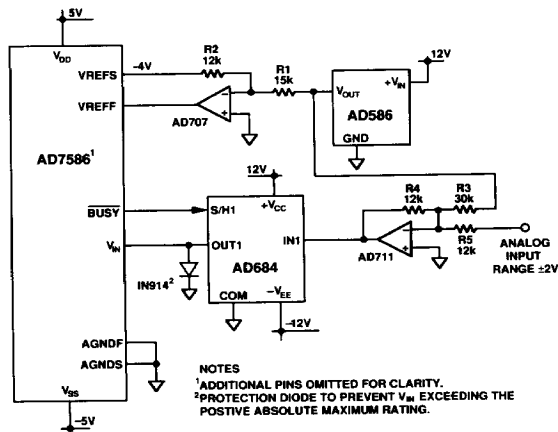 5V
VDD
VREFS
-4V
R2
12k
R1
15k
12V
+VIN
VOUT
AD586
GND
VREFF
AD707
AD7586¹
12V
+VCC
BUSY
S/H1
R4
12k
R3
30k
VIN
OUT1
IN1
AD684
AD711
R5
12k
ANALOG
INPUT
RANGE ±2V
IN914²
COM
-VEE
-12V
AGNDF
AGNDS
VSS
-5V
NOTES
¹ADDITIONAL PINS OMITTED FOR CLARITY.
²PROTECTION DIODE TO PREVENT VIN EXCEEDING THE
POSTIVE ABSOLUTE MAXIMUM RATING.